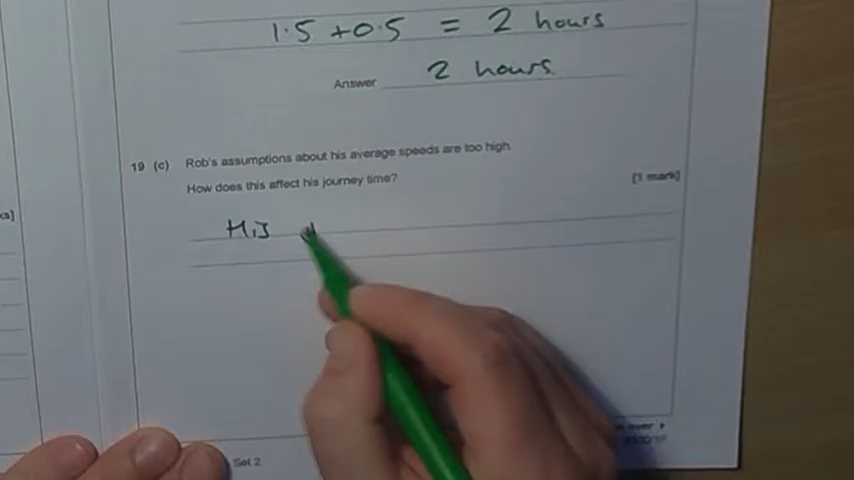 1.5 + 0.5 = 2 hours
Answer 2 hours
19 (c) Rob's assumptions about his average speeds are too high.
How does this affect his journey time?
[1 mark]
His
Set 2
over